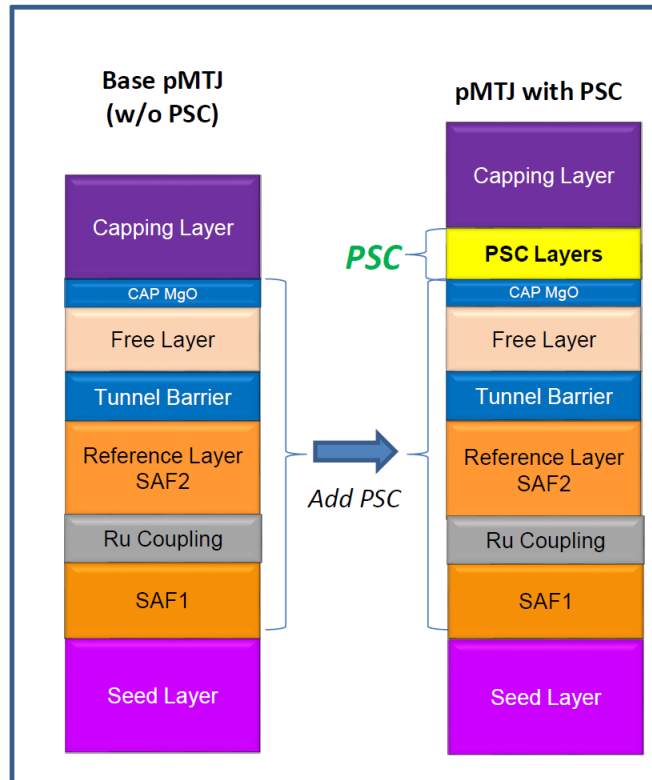 Base pMTJ
(w/o PSC)
Capping Layer
CAP MgO
Free Layer
Tunnel Barrier
Reference Layer
SAF2
Ru Coupling
SAF1
Seed Layer
Add PSC
pMTJ with PSC
Capping Layer
PSC
PSC Layers
CAP MgO
Free Layer
Tunnel Barrier
Reference Layer
SAF2
Ru Coupling
SAF1
Seed Layer